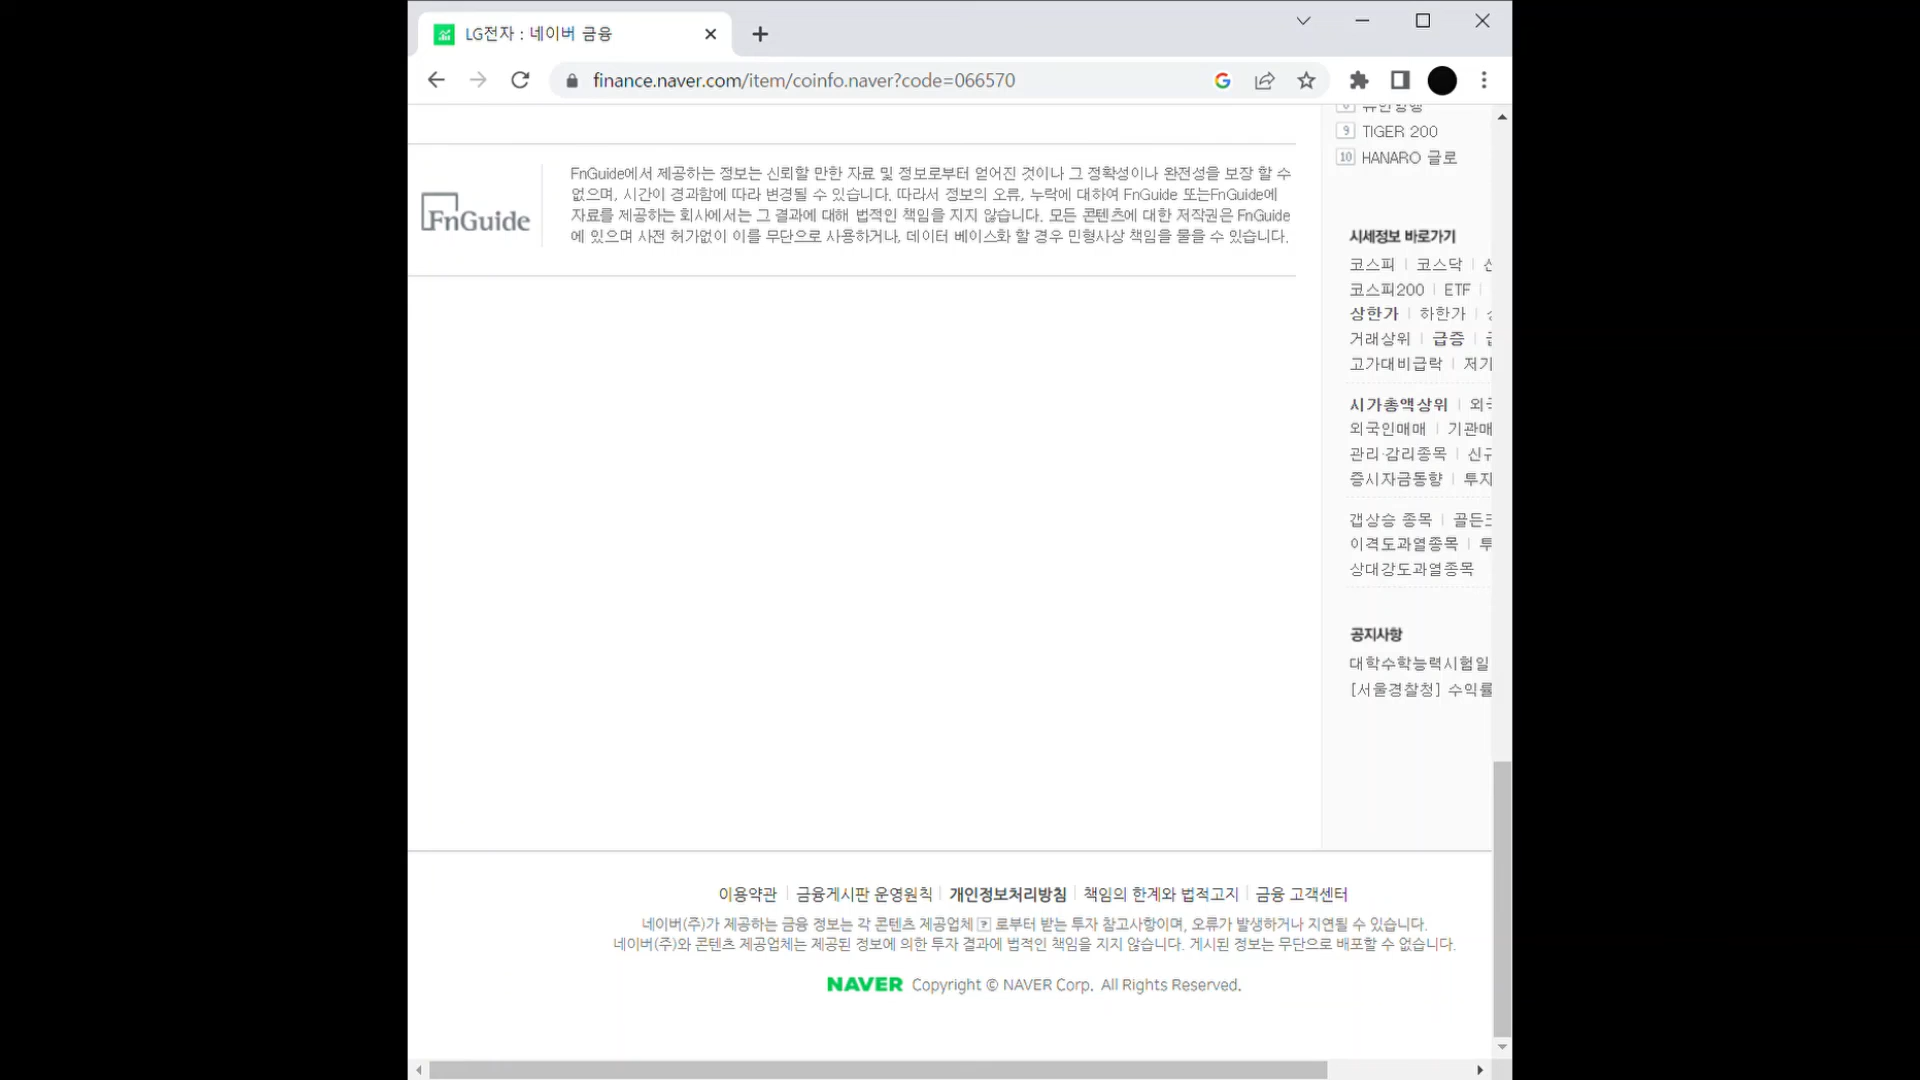 LG전자 : 네이버 금융
finance.naver.com/item/coinfo.naver?code=066570
9 TIGER 200
10 HANARO 글로
FnGuide
FnGuide에서 제공하는 정보는 신뢰할 만한 자료 및 정보로부터 얻어진 것이나 그 정확성이나 완전성을 보장 할 수
없으며, 시간이 경과함에 따라 변경될 수 있습니다. 따라서 정보의 오류, 누락에 대하여 FnGuide 또는FnGuide에
자료를 제공하는 회사에서는 그 결과에 대해 법적인 책임을 지지 않습니다. 모든 콘텐츠에 대한 저작권은 FnGuide
에 있으며 사전 허가없이 이를 무단으로 사용하거나, 데이터 베이스화 할 경우 민형사상 책임을 물을 수 있습니다.
시세정보 바로가기
코스피 | 코스닥 |
코스피200 | ETF |
상한가 | 하한가 |
거래상위 | 급증 |
고가대비급락 | 저가
시가총액상위 |
외국인매매 | 기관매
관리·감리종목 | 신규
증시자금동향 | 투자
갭상승 종목 | 골든
이격도과열종목 | 투
상대강도과열종목
공지사항
대학수학능력시험일
[서울경찰청] 수익률
이용약관 | 금융게시판 운영원칙 | 개인정보처리방침 | 책임의 한계와 법적고지 | 금융 고객센터
네이버(주)가 제공하는 금융 정보는 각 콘텐츠 제공업체 ? 로부터 받는 투자 참고사항이며, 오류가 발생하거나 지연될 수 있습니다.
네이버(주)와 콘텐츠 제공업체는 제공된 정보에 의한 투자 결과에 법적인 책임을 지지 않습니다. 게시된 정보는 무단으로 배포할 수 없습니다.
NAVER Copyright © NAVER Corp. All Rights Reserved.